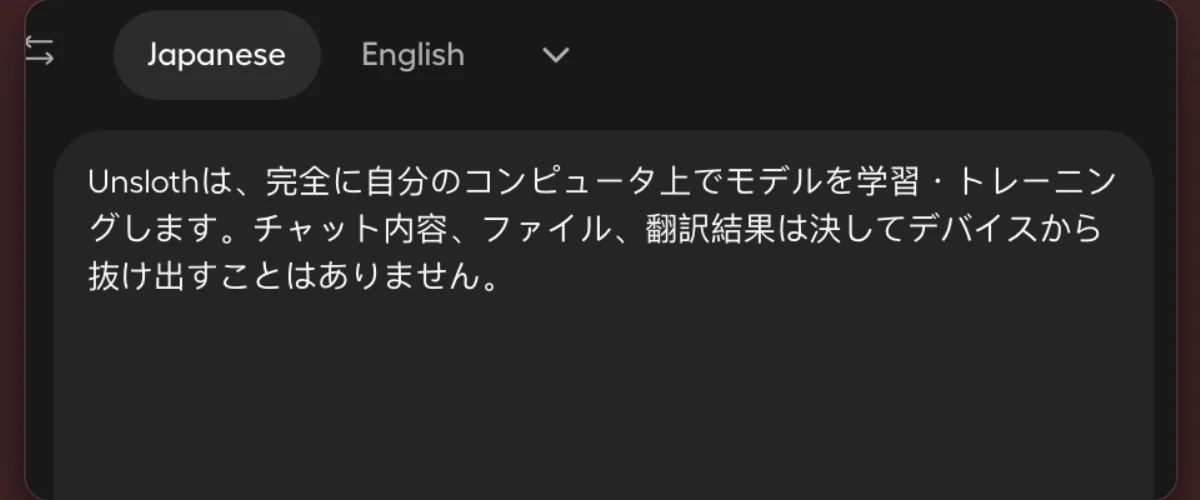 Japanese English
Unslothは、完全に自分のコンピュータ上でモデルを学習・トレーニン
グします。チャット内容、ファイル、翻訳結果は決してデバイスから
抜け出すことはありません。